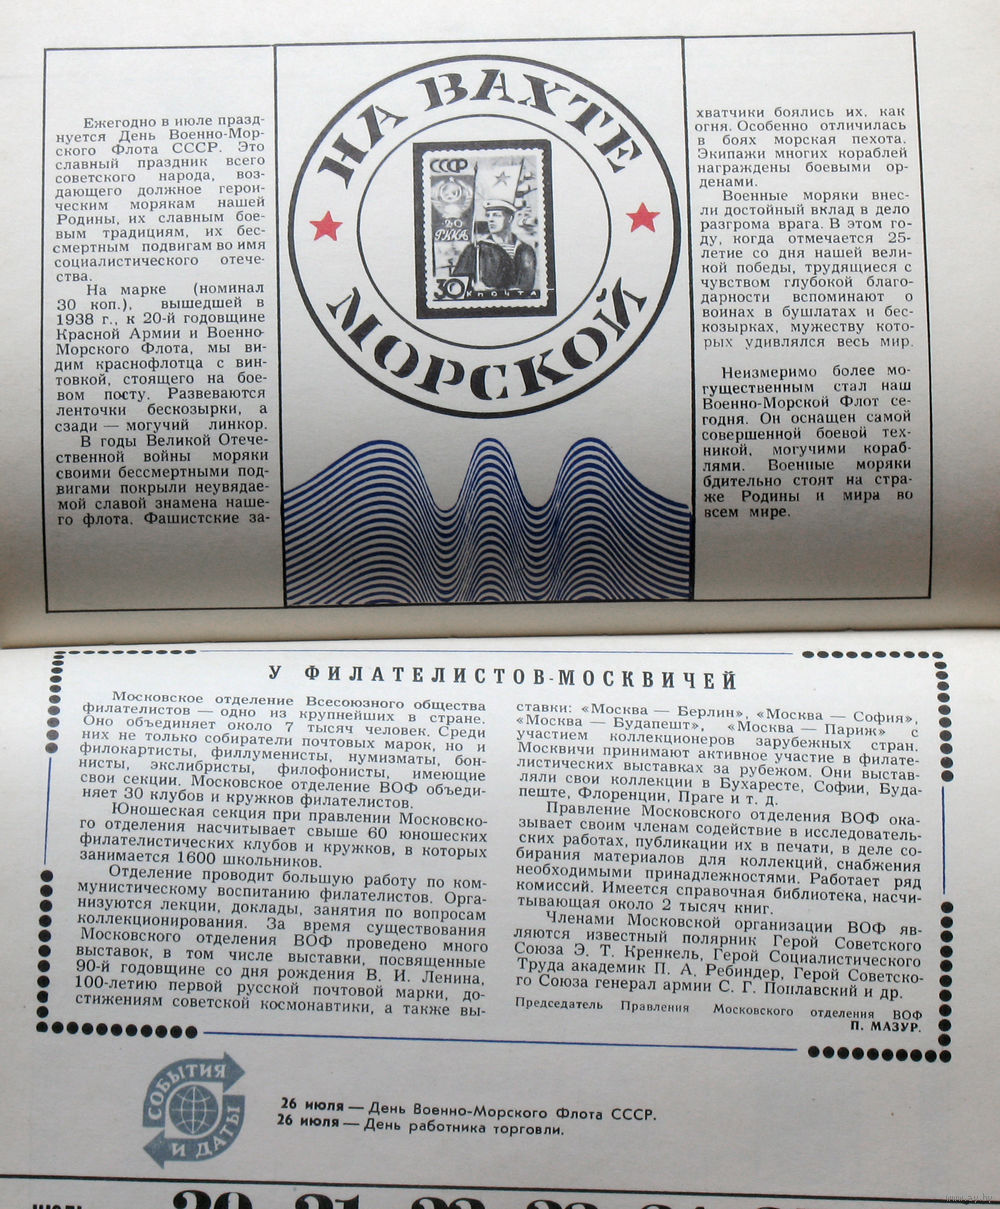 НА ВАХТЕ
МОРСКОЙ
СССР
20
РККА
30 К ПОЧТА
Ежегодно в июле празд-
нуется День Военно-Мор-
ского Флота СССР. Это
славный праздник всего
советского народа, воз-
дающего должное герои-
ческим морякам нашей
Родины, их славным бое-
вым традициям, их бес-
смертным подвигам во имя
социалистического отече-
ства.
На марке (номинал
30 коп.), вышедшей в
1938 г., к 20-й годовщине
Красной Армии и Военно-
Морского Флота, мы ви-
дим краснофлотца с вин-
товкой, стоящего на бое-
вом посту. Развеваются
ленточки бескозырки, а
сзади — могучий линкор.
В годы Великой Отече-
ственной войны моряки
своими бессмертными под-
вигами покрыли неувядае-
мой славой знамена наше-
го флота. Фашистские за-
хватчики боялись их, как
огня. Особенно отличилась
в боях морская пехота.
Экипажи многих кораблей
награждены боевыми ор-
денами.
Военные моряки внес-
ли достойный вклад в дело
разгрома врага. В этом го-
ду, когда отмечается 25-
летие со дня нашей вели-
кой победы, трудящиеся с
чувством глубокой благо-
дарности вспоминают о
воинах в бушлатах и бес-
козырках, мужеству кото-
рых удивлялся весь мир.
Неизмеримо более мо-
гущественным стал наш
Военно-Морской Флот се-
годня. Он оснащен самой
совершенной боевой тех-
никой, могучими кораб-
лями. Военные моряки
бдительно стоят на стра-
же Родины и мира во
всем мире.
У ФИЛАТЕЛИСТОВ-МОСКВИЧЕЙ
Московское отделение Всесоюзного общества
филателистов — одно из крупнейших в стране.
Оно объединяет около 7 тысяч человек. Среди
них не только собиратели почтовых марок, но и
филокартисты, филлуменисты, нумизматы, бон-
нисты, экслибристы, филофонисты, имеющие
свои секции. Московское отделение ВОФ объеди-
няет 30 клубов и кружков филателистов.
Юношеская секция при правлении Московско-
го отделения насчитывает свыше 60 юношеских
филателистических клубов и кружков, в которых
занимается 1600 школьников.
Отделение проводит большую работу по ком-
мунистическому воспитанию филателистов. Орга-
низуются лекции, доклады, занятия по вопросам
коллекционирования. За время существования
Московского отделения ВОФ проведено много
выставок, в том числе выставки, посвященные
90-й годовщине со дня рождения В. И. Ленина,
100-летию первой русской почтовой марки, до-
стижениям советской космонавтики, а также вы-
ставки: «Москва — Берлин», «Москва — София»,
«Москва — Будапешт», «Москва — Париж» с
участием коллекционеров зарубежных стран.
Москвичи принимают активное участие в филате-
листических выставках за рубежом. Они выстав-
ляли свои коллекции в Бухаресте, Софии, Буда-
пеште, Флоренции, Праге и т. д.
Правление Московского отделения ВОФ ока-
зывает своим членам содействие в исследователь-
ских работах, публикации их в печати, в деле со-
бирания материалов для коллекций, снабжения
необходимыми принадлежностями. Работает ряд
комиссий. Имеется справочная библиотека, насчи-
тывающая около 2 тысяч книг.
Членами Московской организации ВОФ яв-
ляются известный полярник Герой Советского
Союза Э. Т. Кренкель, Герой Социалистического
Труда академик П. А. Ребиндер, Герой Советско-
го Союза генерал армии С. Г. Поплавский и др.
Председатель Правления Московского отделения ВОФ
П. МАЗУР.
СОБЫТИЯ
И ДАТЫ
26 июля — День Военно-Морского Флота СССР.
26 июля — День работника торговли.